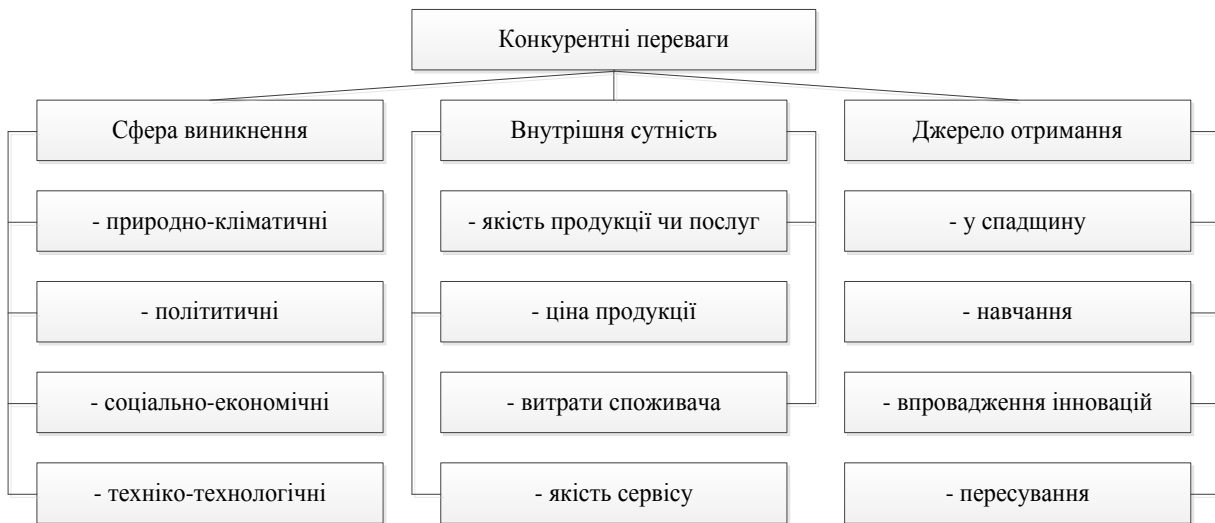 Конкурентні переваги
Сфера виникнення
- природно-кліматичні
- політитичні
- соціально-економічні
- техніко-технологічні
Внутрішня сутність
- якість продукції чи послуг
- ціна продукції
- витрати споживача
- якість сервісу
Джерело отримання
- у спадщину
- навчання
- впровадження інновацій
- пересування